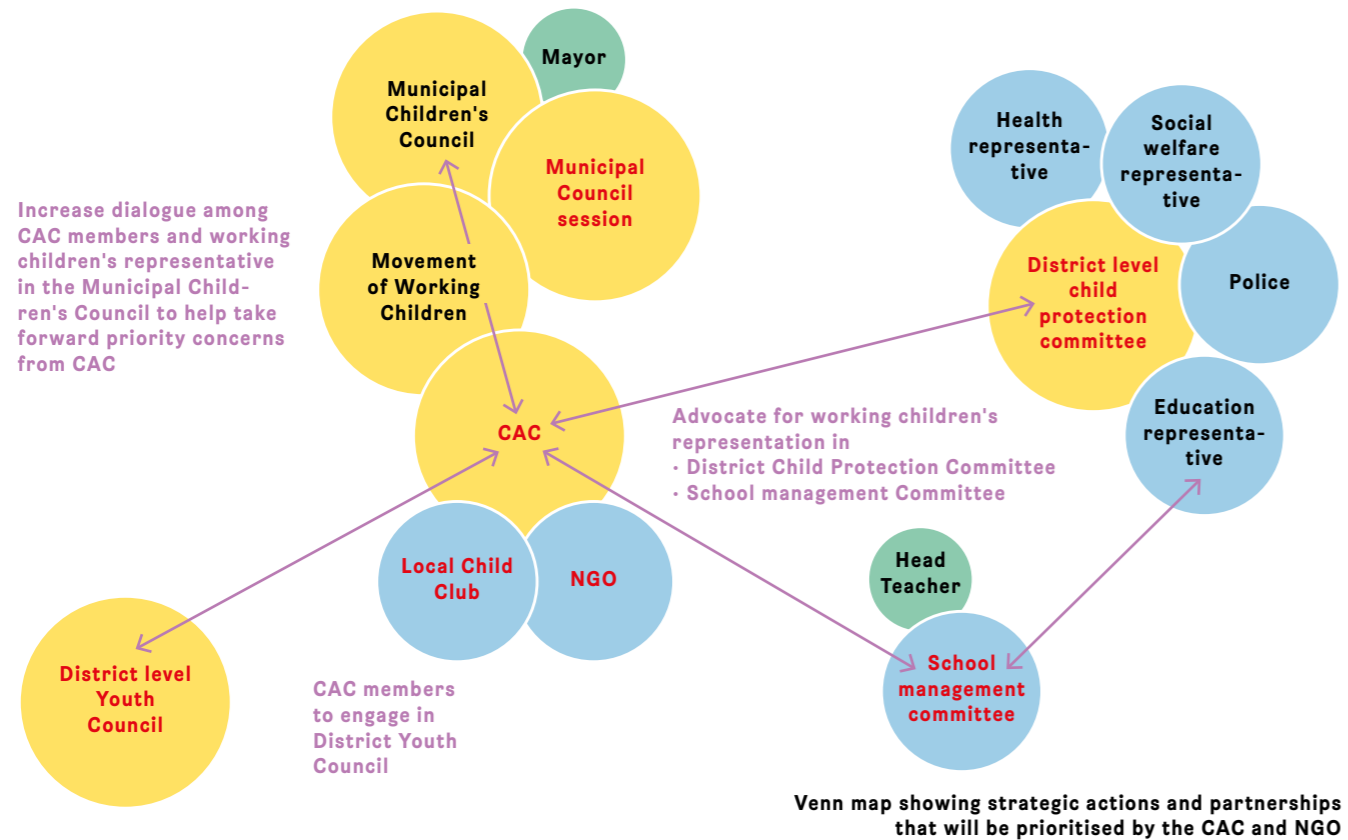 Mayor
Municipal
Children's
Council
Municipal
Council
session
Increase dialogue among
CAC members and working
children's representative
in the Municipal Child-
ren's Council to help take
forward priority concerns
from CAC
Movement
of Working
Children
CAC
Local Child
Club
NGO
District level
Youth
Council
CAC members
to engage in
District Youth
Council
Health
representa-
tive
Social
welfare
representa-
tive
District level
child
protection
committee
Police
Education
representa-
tive
Advocate for working children's
representation in
· District Child Protection Committee
· School management Committee
Head
Teacher
School
management
committee
Venn map showing strategic actions and partnerships
that will be prioritised by the CAC and NGO